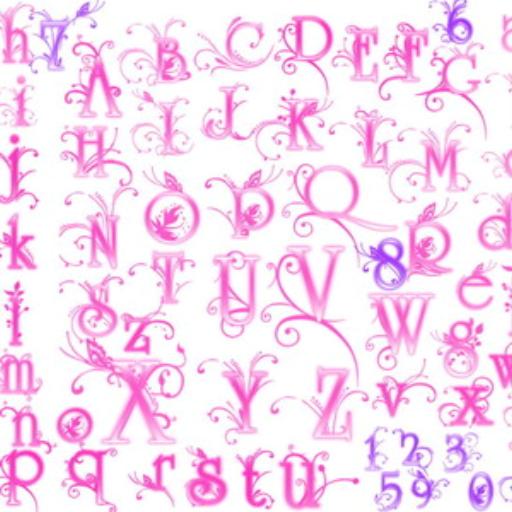 h 7 A B C D E F G 6
i H I J K L M
j N O P Q R 8 d
k S T U V W e
l z X Y Z v g w
m n o x 1 2 3
p q r s t u 5 9 0